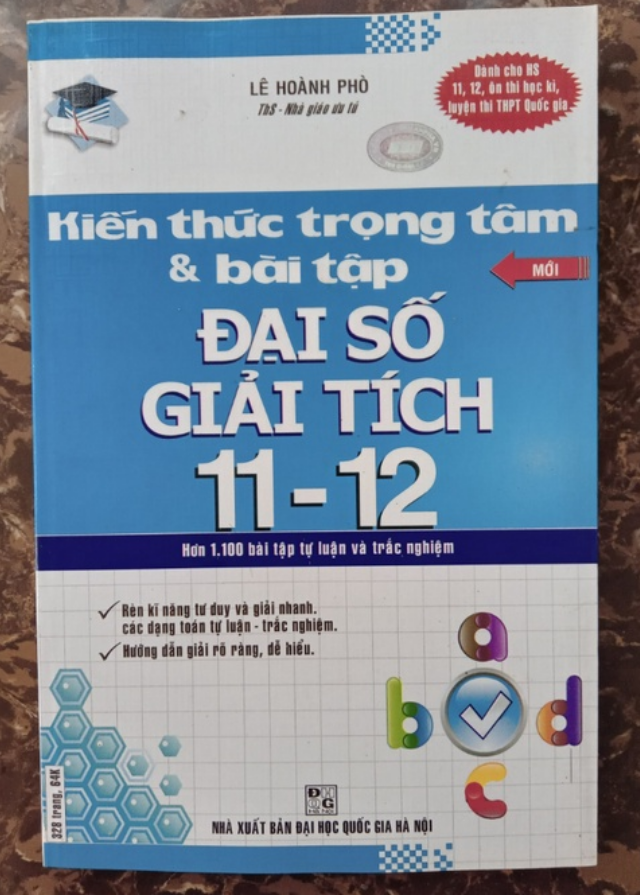 LÊ HOÀNH PHÒ
ThS - Nhà giáo ưu tú
Dành cho HS
11, 12, ôn thi học kì,
luyện thi THPT Quốc gia
Kiến thức trọng tâm
& bài tập
MỚI
ĐẠI SỐ
GIẢI TÍCH
11 - 12
Hơn 1.100 bài tập tự luận và trắc nghiệm
Rèn kĩ năng tư duy và giải nhanh.
các dạng toán tự luận - trắc nghiệm.
Hướng dẫn giải rõ ràng, dễ hiểu.
a
b
d
c
328 trang, 64K
NHÀ XUẤT BẢN ĐẠI HỌC QUỐC GIA HÀ NỘI